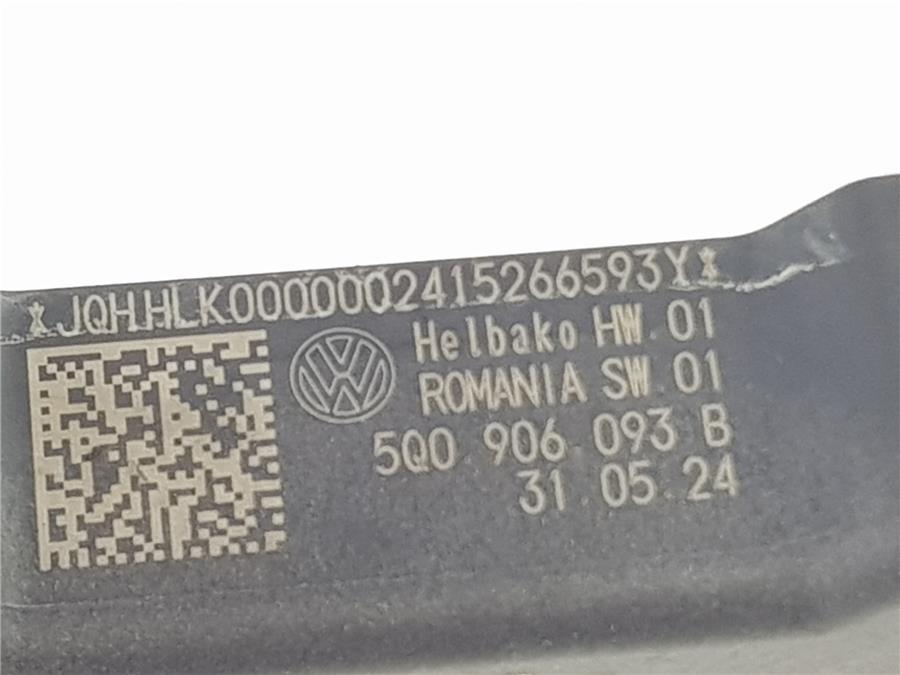 *JQHHLK0000002415266593Y*
Helbako HW 01
ROMANIA SW 01
5Q0 906 093 B
31 05 24